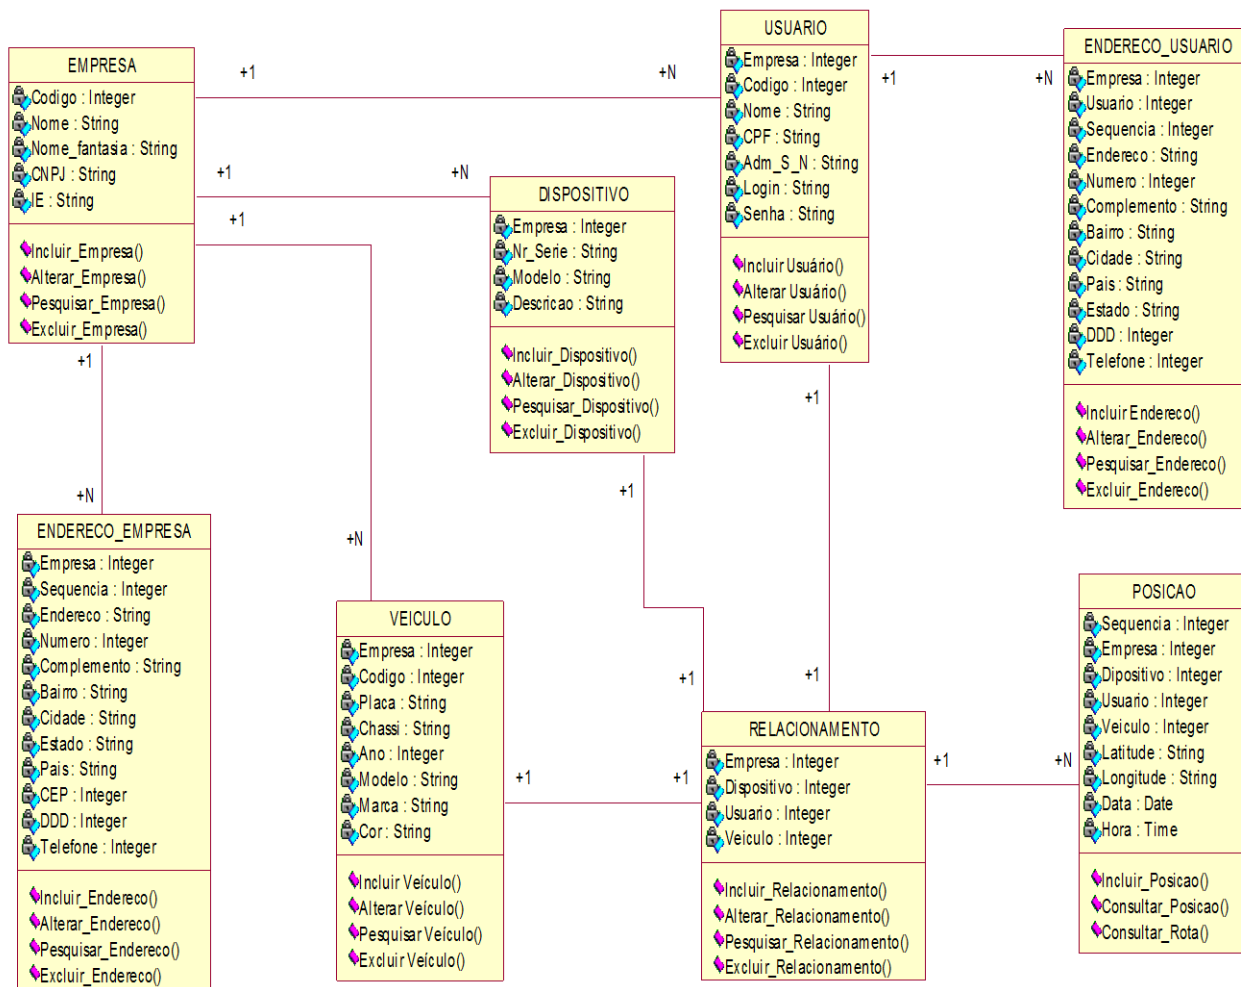 EMPRESA
Codigo : Integer
Nome : String
Nome_fantasia : String
CNPJ : String
IE : String
Incluir_Empresa()
Alterar_Empresa()
Pesquisar_Empresa()
Excluir_Empresa()
+1
+N
+1
+N
+1
+N
+1
+N
USUARIO
Empresa : Integer
Codigo : Integer
Nome : String
CPF : String
Adm_S_N : String
Login : String
Senha : String
Incluir Usuário()
Alterar Usuário()
Pesquisar Usuário()
Excluir Usuário()
+1
+N
ENDERECO_USUARIO
Empresa : Integer
Usuario : Integer
Sequencia : Integer
Endereco : String
Numero : Integer
Complemento : String
Bairro : String
Cidade : String
Pais : String
Estado : String
DDD : Integer
Telefone : Integer
Incluir Endereco()
Alterar_Endereco()
Pesquisar_Endereco()
Excluir_Endereco()
DISPOSITIVO
Empresa : Integer
Nr_Serie : String
Modelo : String
Descricao : String
Incluir_Dispositivo()
Alterar_Dispositivo()
Pesquisar_Dispositivo()
Excluir_Dispositivo()
+1
+1
+1
+1
ENDERECO_EMPRESA
Empresa : Integer
Sequencia : Integer
Endereco : String
Numero : Integer
Complemento : String
Bairro : String
Cidade : String
Estado : String
Pais : String
CEP : Integer
DDD : Integer
Telefone : Integer
Incluir_Endereco()
Alterar_Endereco()
Pesquisar_Endereco()
Excluir_Endereco()
VEICULO
Empresa : Integer
Codigo : Integer
Placa : String
Chassi : String
Ano : Integer
Modelo : String
Marca : String
Cor : String
Incluir Veículo()
Alterar Veículo()
Pesquisar Veículo()
Excluir Veículo()
+1
+1
RELACIONAMENTO
Empresa : Integer
Dispositivo : Integer
Usuario : Integer
Veiculo : Integer
Incluir_Relacionamento()
Alterar_Relacionamento()
Pesquisar_Relacionamento()
Excluir_Relacionamento()
+1
+N
POSICAO
Sequencia : Integer
Empresa : Integer
Dipositivo : Integer
Usuario : Integer
Veiculo : Integer
Latitude : String
Longitude : String
Data : Date
Hora : Time
Incluir_Posicao()
Consultar_Posicao()
Consultar_Rota()